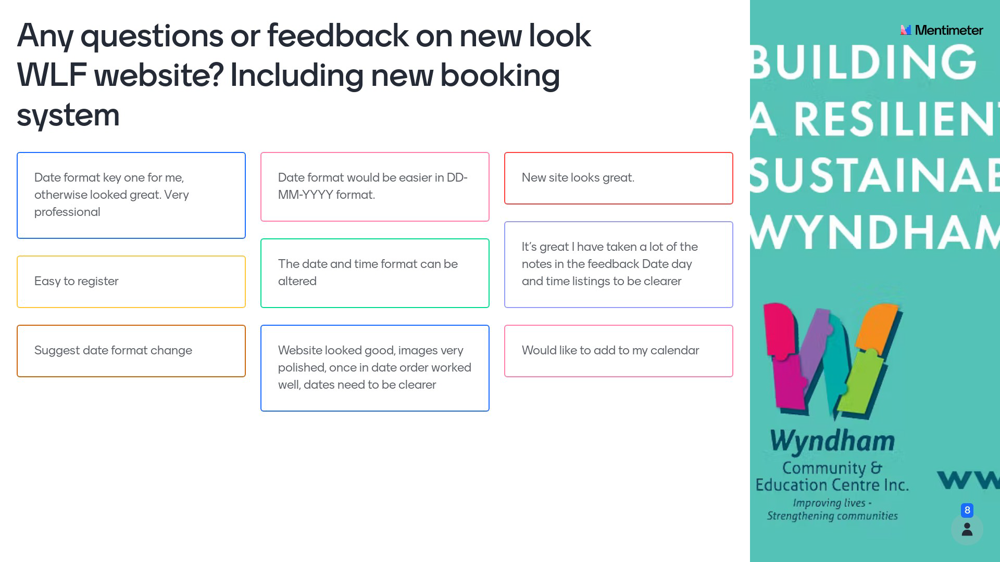 Any questions or feedback on new look
WLF website? Including new booking
system
Date format key one for me,
otherwise looked great. Very
professional
Date format would be easier in DD-
MM-YYYY format.
New site looks great.
Easy to register
The date and time format can be
altered
It's great I have taken a lot of the
notes in the feedback Date day
and time listings to be clearer
Suggest date format change
Website looked good, images very
polished, once in date order worked
well, dates need to be clearer
Would like to add to my calendar
Mentimeter
BUILDING
A RESILIENT
SUSTAINAB
WYNDHAM
Wyndham
Community &
Education Centre Inc.
Improving lives -
Strengthening communities
ww
8